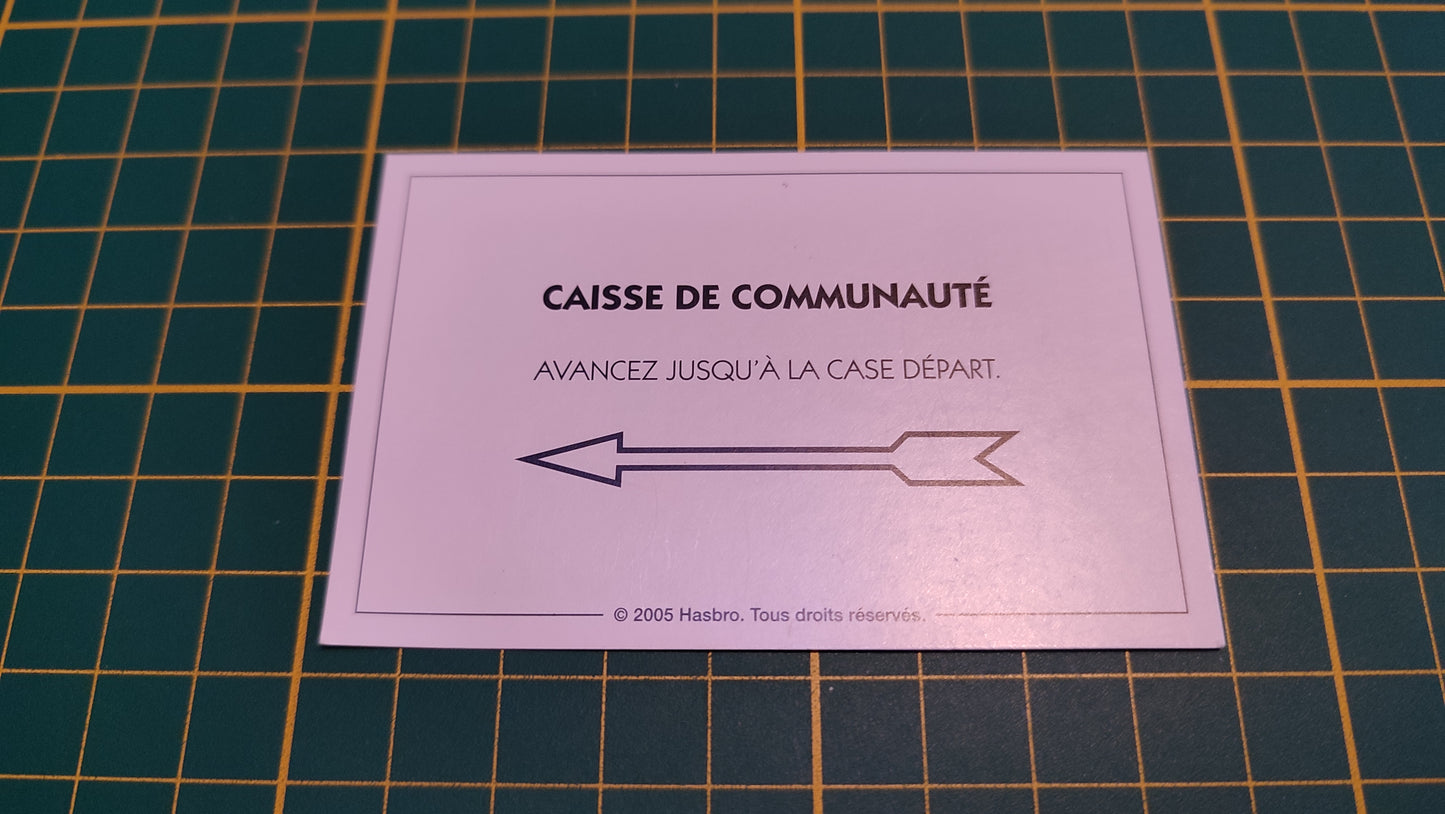 CAISSE DE COMMUNAUTÉ
AVANCEZ JUSQU'À LA CASE DÉPART.
© 2005 Hasbro. Tous droits réservés.